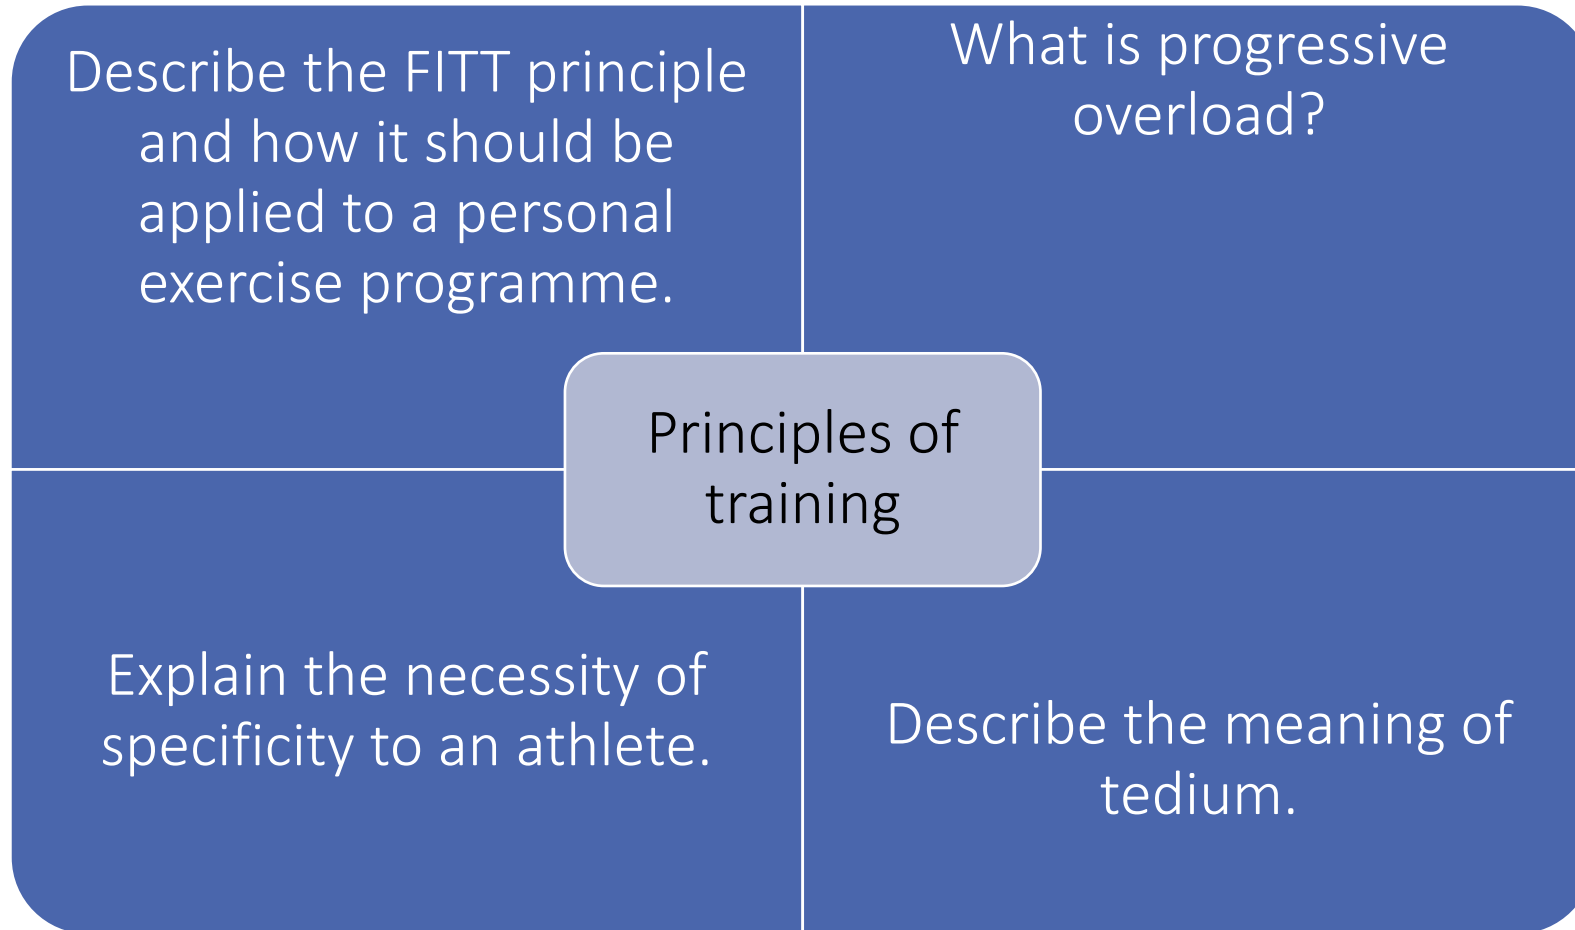 Describe the FITT principle
and how it should be
applied to a personal
exercise programme.
What is progressive
overload?
Principles of
training
Explain the necessity of
specificity to an athlete.
Describe the meaning of
tedium.